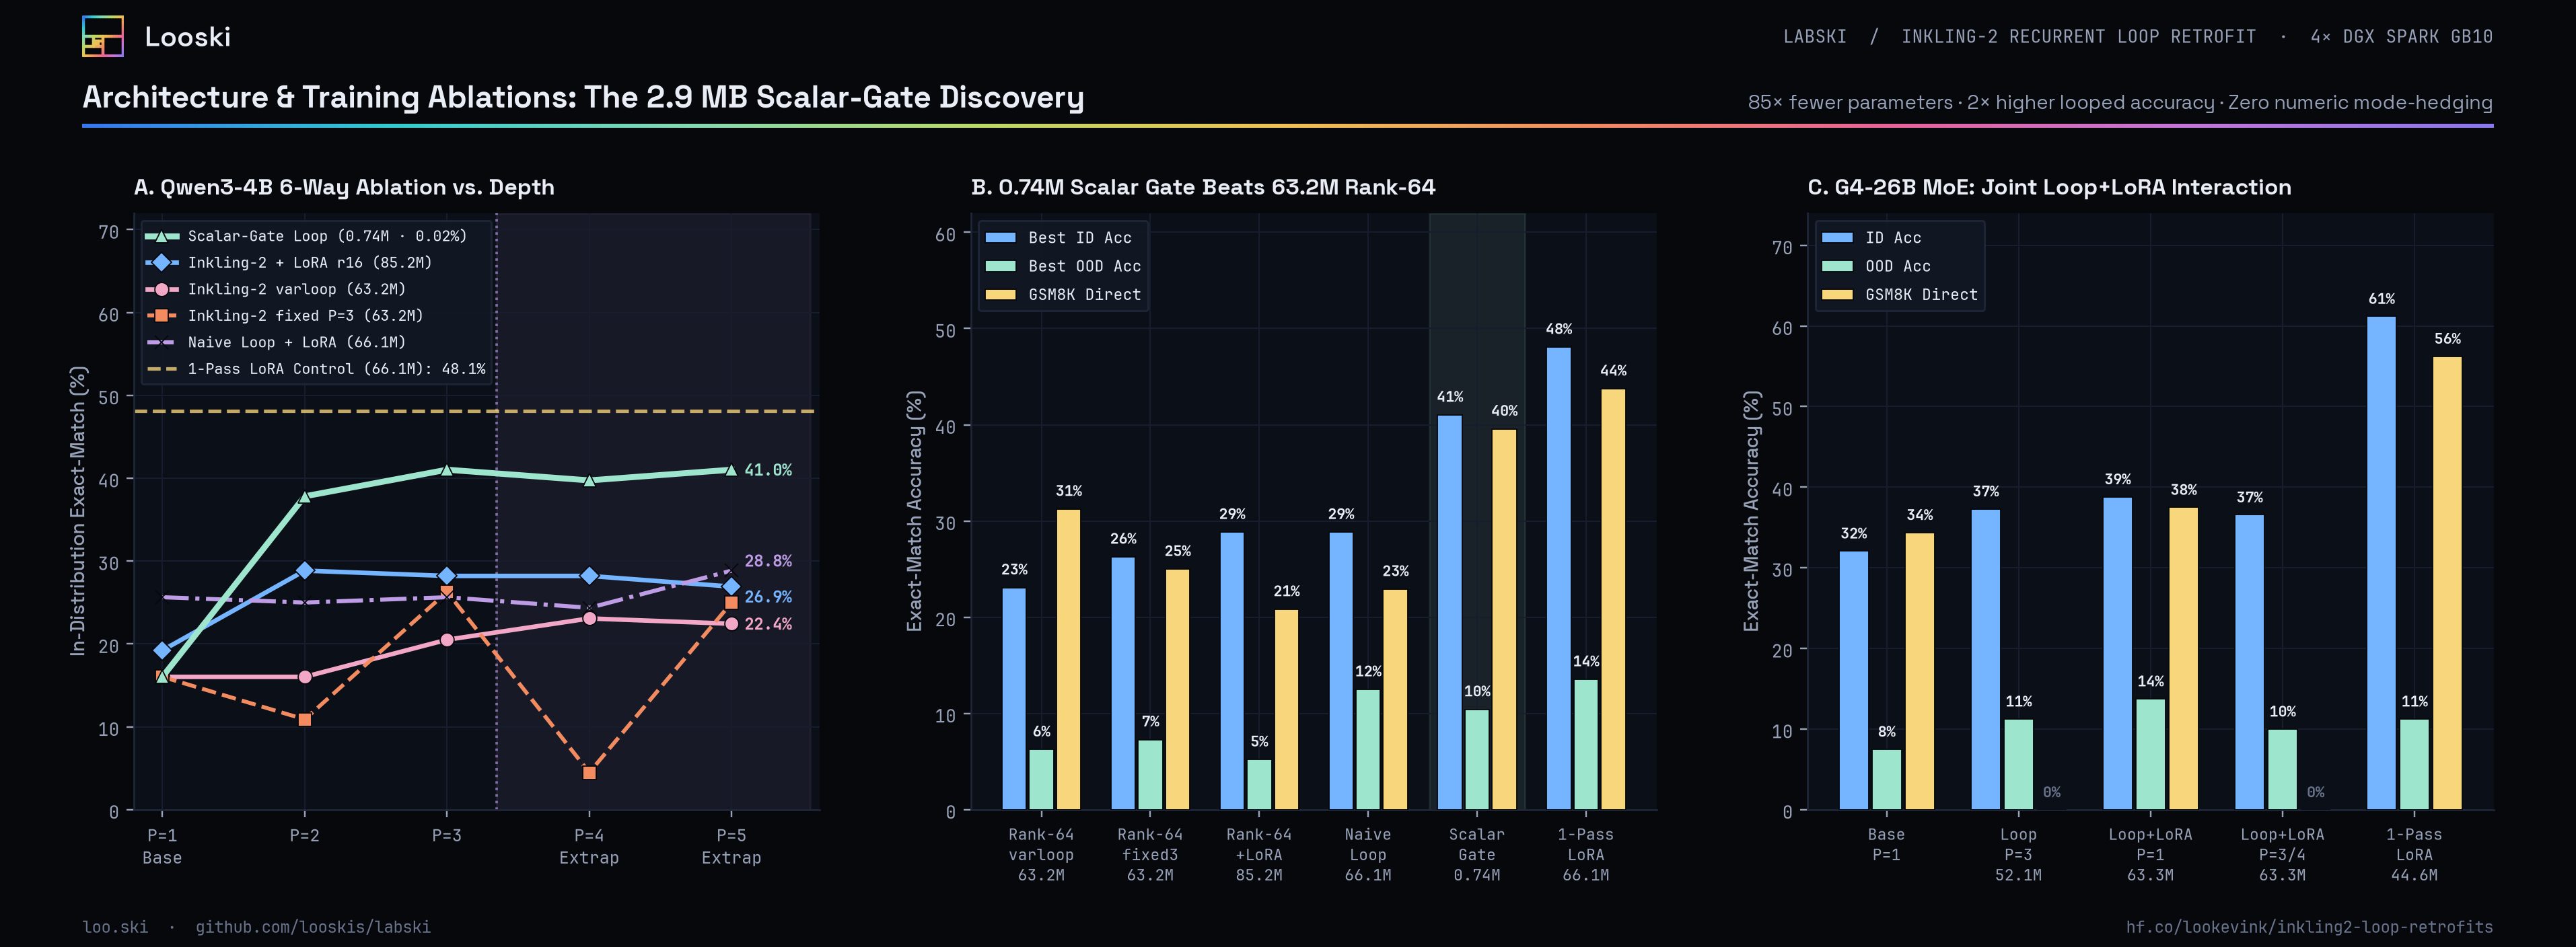 Looski
LABSKI / INKLING-2 RECURRENT LOOP RETROFIT · 4× DGX SPARK GB10
Architecture & Training Ablations: The 2.9 MB Scalar-Gate Discovery
85× fewer parameters · 2× higher looped accuracy · Zero numeric mode-hedging
A. Qwen3-4B 6-Way Ablation vs. Depth
Scalar-Gate Loop (0.74M · 0.02%)
Inkling-2 + LoRA r16 (85.2M)
Inkling-2 varloop (63.2M)
Inkling-2 fixed P=3 (63.2M)
Naive Loop + LoRA (66.1M)
1-Pass LoRA Control (66.1M): 48.1%
In-Distribution Exact-Match (%)
70
60
50
40
30
20
10
0
41.0%
28.8%
26.9%
22.4%
P=1 P=2 P=3 P=4 P=5
Base Extrap Extrap
B. 0.74M Scalar Gate Beats 63.2M Rank-64
Best ID Acc
Best OOD Acc
GSM8K Direct
Exact-Match Accuracy (%)
60
50
40
30
20
10
0
23% 6% 31%
26% 7% 25%
29% 5% 21%
29% 12% 23%
41% 10% 40%
48% 14% 44%
Rank-64 Rank-64 Rank-64 Naive Scalar 1-Pass
varloop fixed3 +LoRA Loop Gate LoRA
63.2M 63.2M 85.2M 66.1M 0.74M 66.1M
C. G4-26B MoE: Joint Loop+LoRA Interaction
ID Acc
OOD Acc
GSM8K Direct
Exact-Match Accuracy (%)
70
60
50
40
30
20
10
0
32% 8% 34%
37% 11% 0%
39% 14% 38%
37% 10% 0%
61% 11% 56%
Base Loop Loop+LoRA Loop+LoRA 1-Pass
P=1 P=3 P=1 P=3/4 LoRA
52.1M 63.3M 63.3M 44.6M
loo.ski · github.com/looskis/labski
hf.co/lookevink/inkling2-loop-retrofits